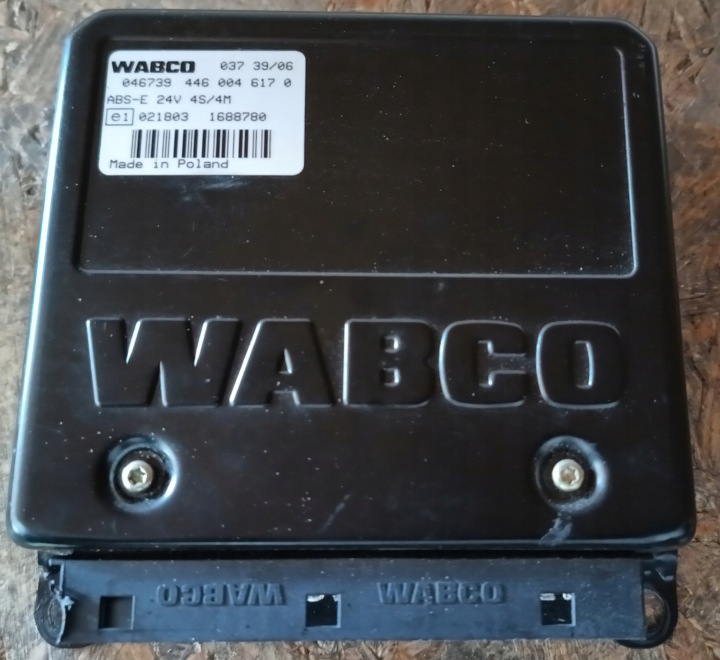 WABCO 037 39/06
046739 446 004 617 0
ABS-E 24V 4S/4M
e1 021803 1688780
Made in Poland
WABCO
WABCO WABCO